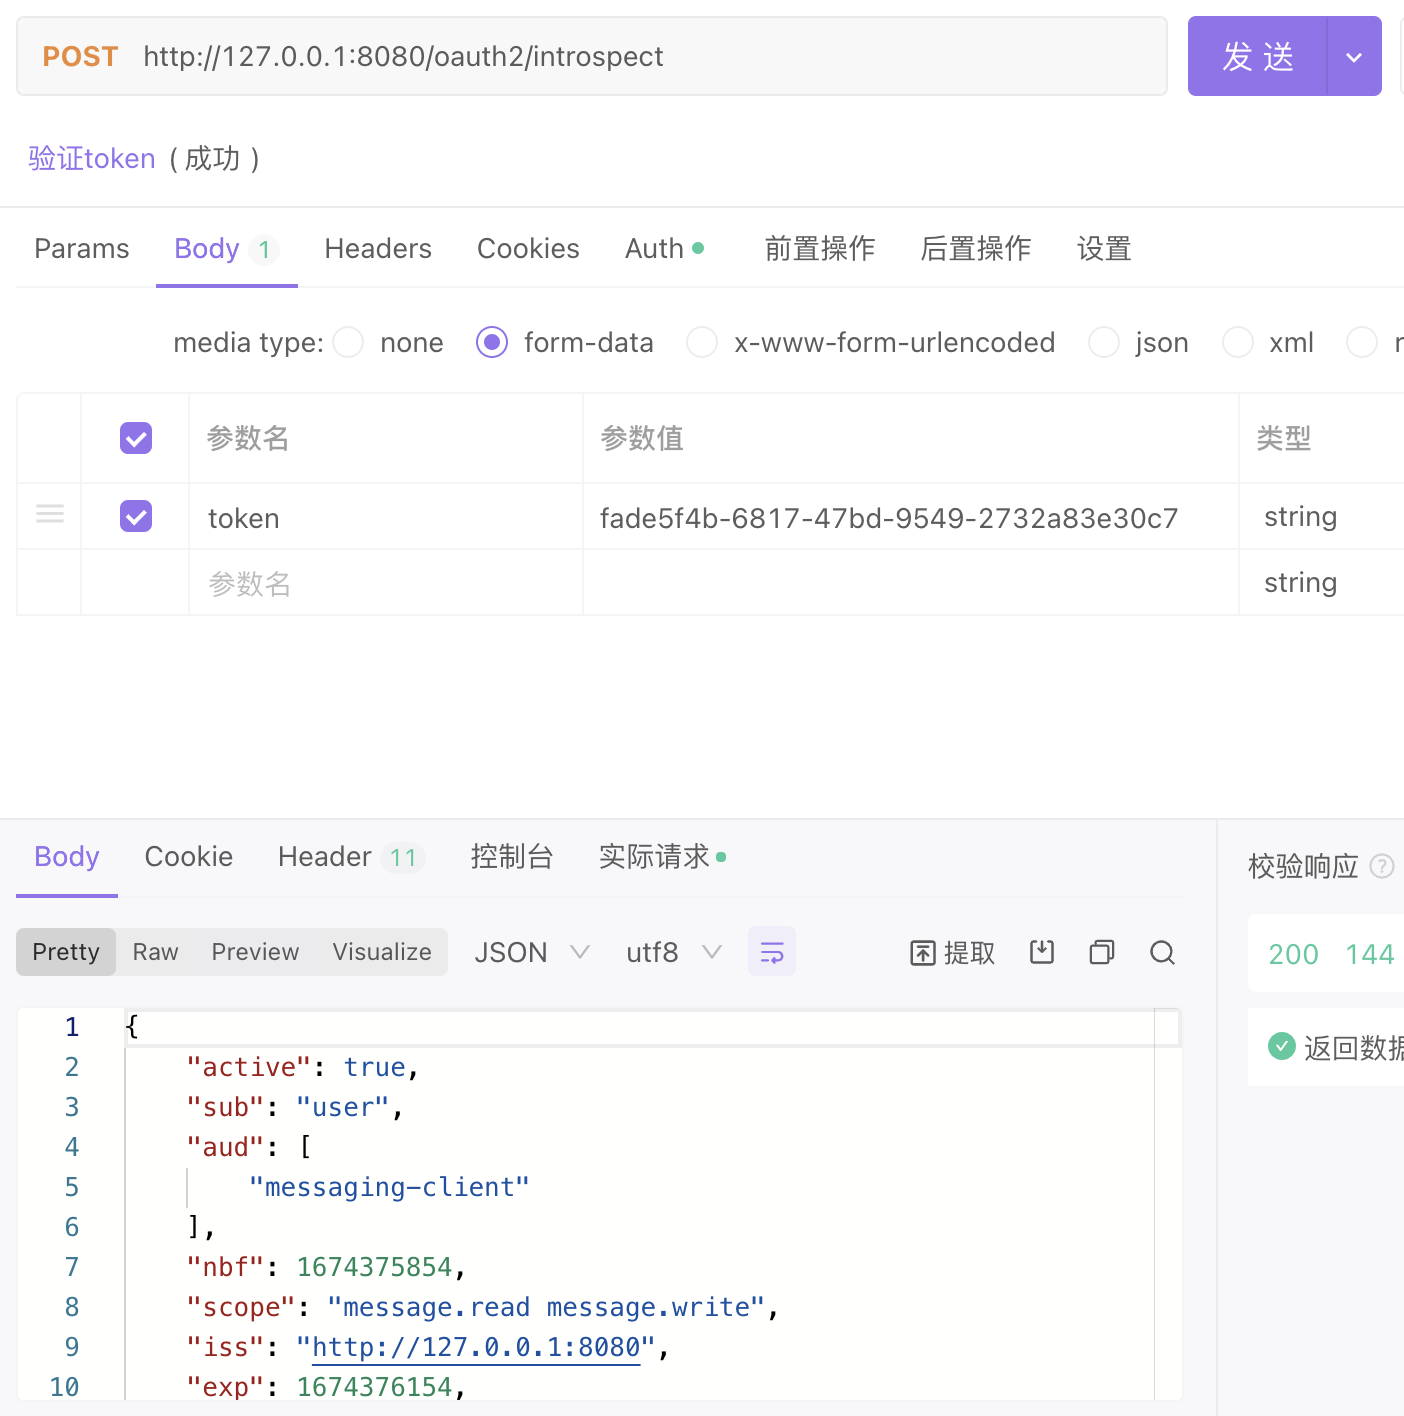 POST http://127.0.0.1:8080/oauth2/introspect 发 送
验证token ( 成功 )
Params Body 1 Headers Cookies Auth 前置操作 后置操作 设置
media type: none form-data x-www-form-urlencoded json xml r
参数名 参数值 类型
token fade5f4b-6817-47bd-9549-2732a83e30c7 string
参数名 string
Body Cookie Header 11 控制台 实际请求
校验响应 ?
Pretty Raw Preview Visualize JSON utf8 提取
200 144
返回数据
1 {
2 "active": true,
3 "sub": "user",
4 "aud": [
5 "messaging-client"
6 ],
7 "nbf": 1674375854,
8 "scope": "message.read message.write",
9 "iss": "http://127.0.0.1:8080",
10 "exp": 1674376154,